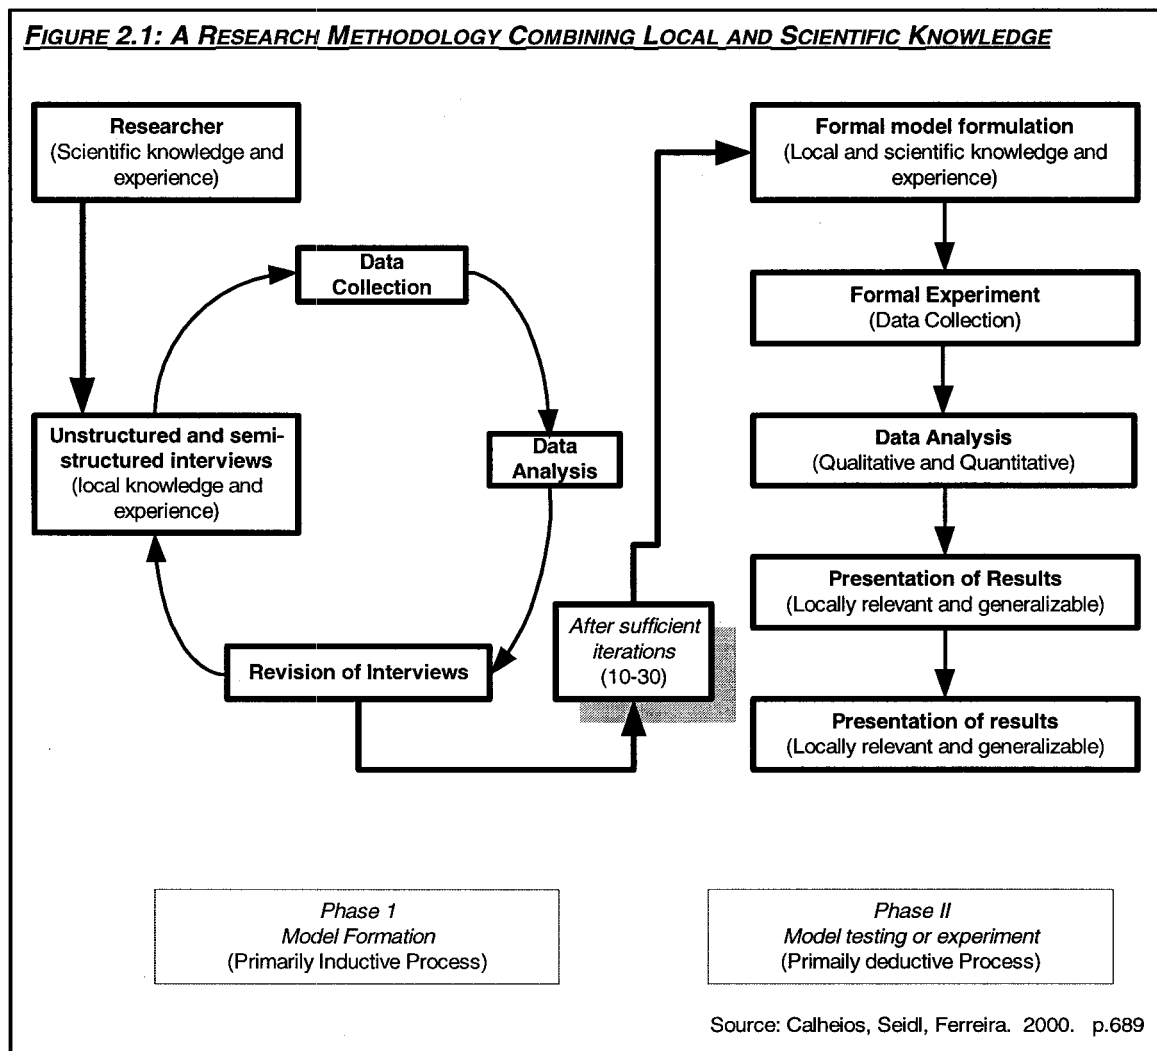 FIGURE 2.1: A RESEARCH METHODOLOGY COMBINING LOCAL AND SCIENTIFIC KNOWLEDGE
Researcher
(Scientific knowledge and
experience)
Data
Collection
Unstructured and semi-
structured interviews
(local knowledge and
experience)
Data
Analysis
Revision of Interviews
After sufficient
iterations
(10-30)
Formal model formulation
(Local and scientific knowledge and
experience)
Formal Experiment
(Data Collection)
Data Analysis
(Qualitative and Quantitative)
Presentation of Results
(Locally relevant and generalizable)
Presentation of results
(Locally relevant and generalizable)
Phase 1
Model Formation
(Primarily Inductive Process)
Phase II
Model testing or experiment
(Primaily deductive Process)
Source: Calheios, Seidl, Ferreira. 2000. p.689